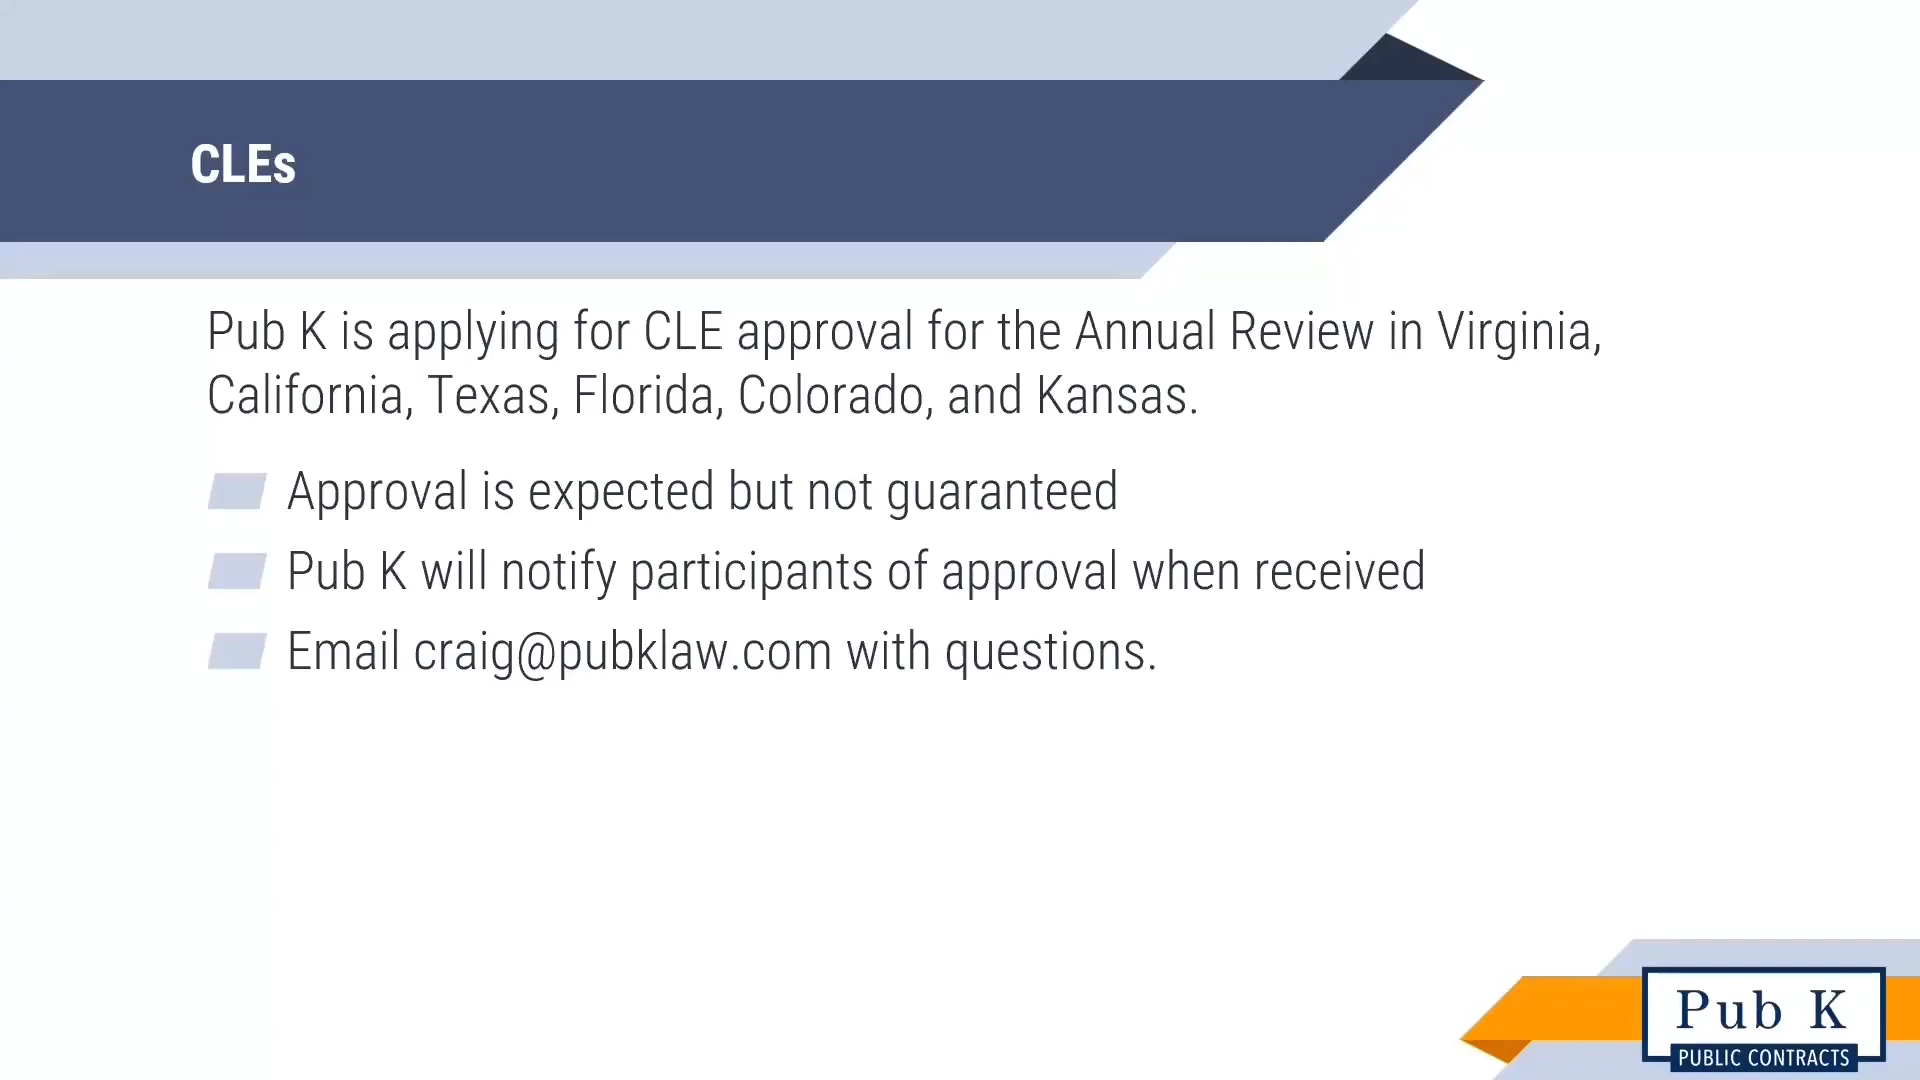 CLEs
Pub K is applying for CLE approval for the Annual Review in Virginia,
California, Texas, Florida, Colorado, and Kansas.
Approval is expected but not guaranteed
Pub K will notify participants of approval when received
Email craig@pubklaw.com with questions.
Pub K
PUBLIC CONTRACTS